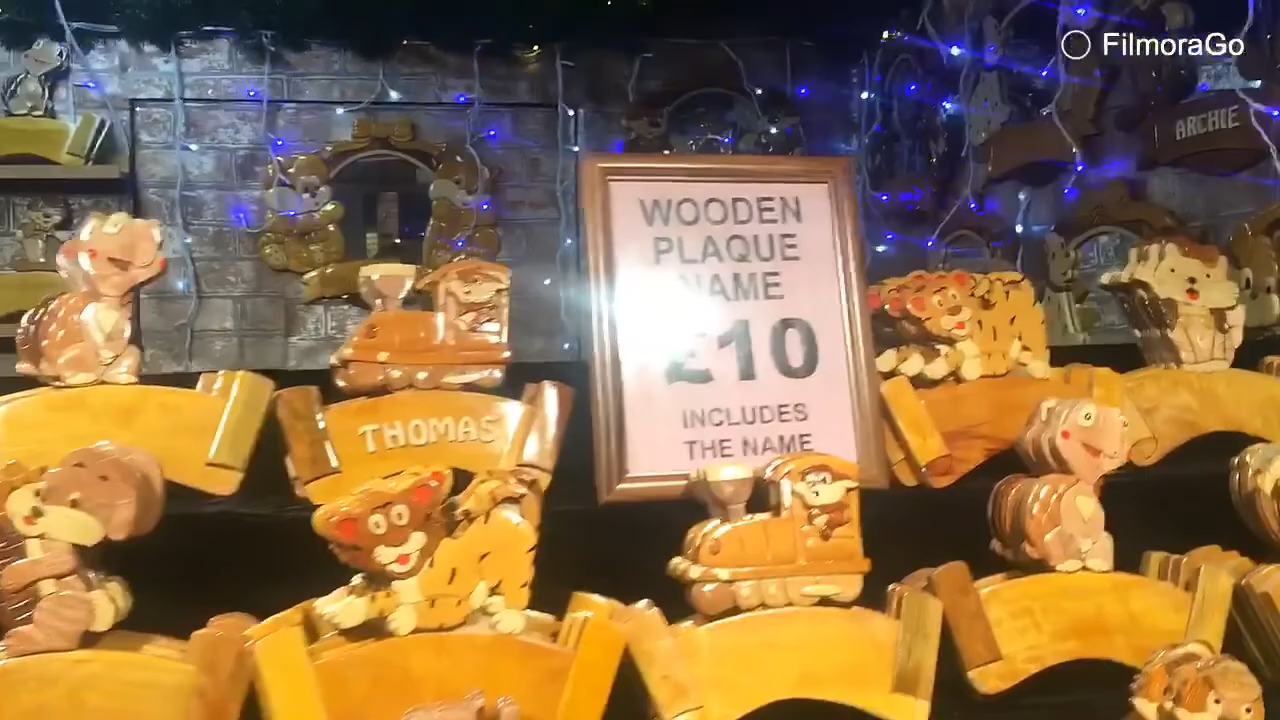 FilmoraGo
ARCHIE
WOODEN
PLAQUE
NAME
£10
INCLUDES
THE NAME
THOMAS